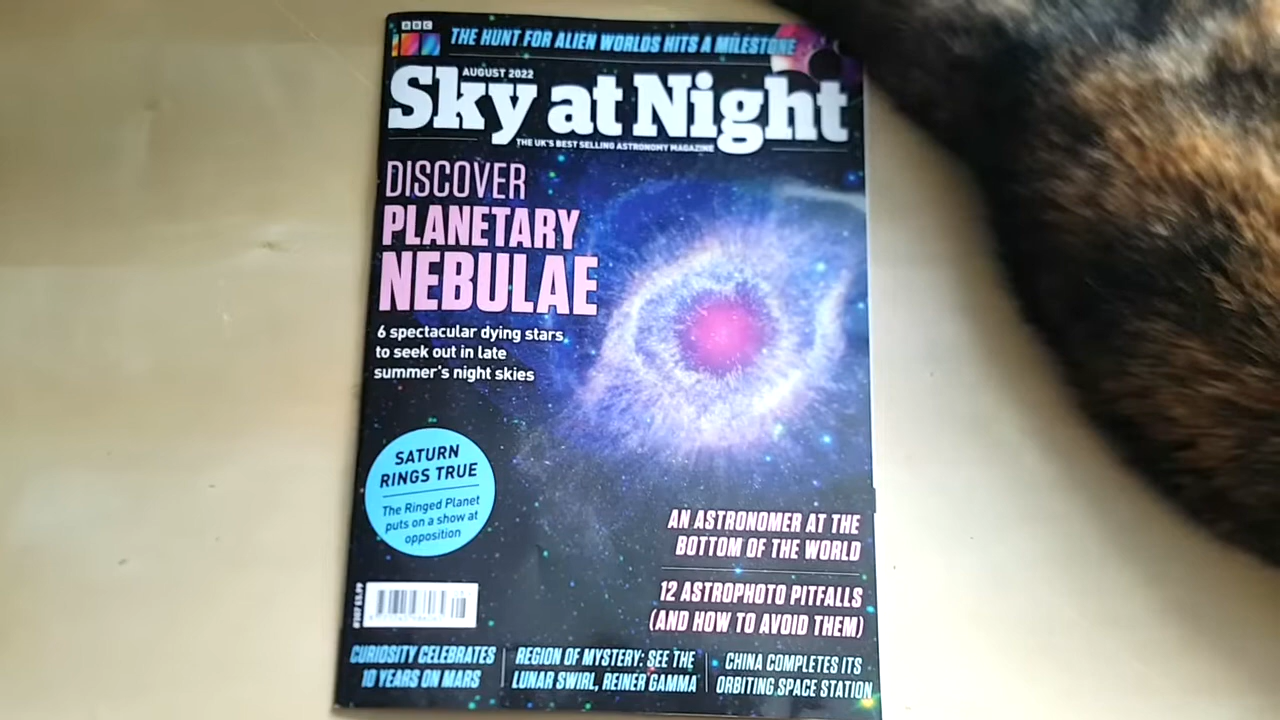 BBC
THE HUNT FOR ALIEN WORLDS HITS A MILESTONE
AUGUST 2022
Sky at Night
THE UK'S BEST SELLING ASTRONOMY MAGAZINE
DISCOVER
PLANETARY
NEBULAE
6 spectacular dying stars
to seek out in late
summer's night skies
SATURN
RINGS TRUE
The Ringed Planet
puts on a show at
opposition
AN ASTRONOMER AT THE
BOTTOM OF THE WORLD
12 ASTROPHOTO PITFALLS
(AND HOW TO AVOID THEM)
#207 £5.99
08
CURIOSITY CELEBRATES
10 YEARS ON MARS
REGION OF MYSTERY: SEE THE
LUNAR SWIRL, REINER GAMMA
CHINA COMPLETES ITS
ORBITING SPACE STATION